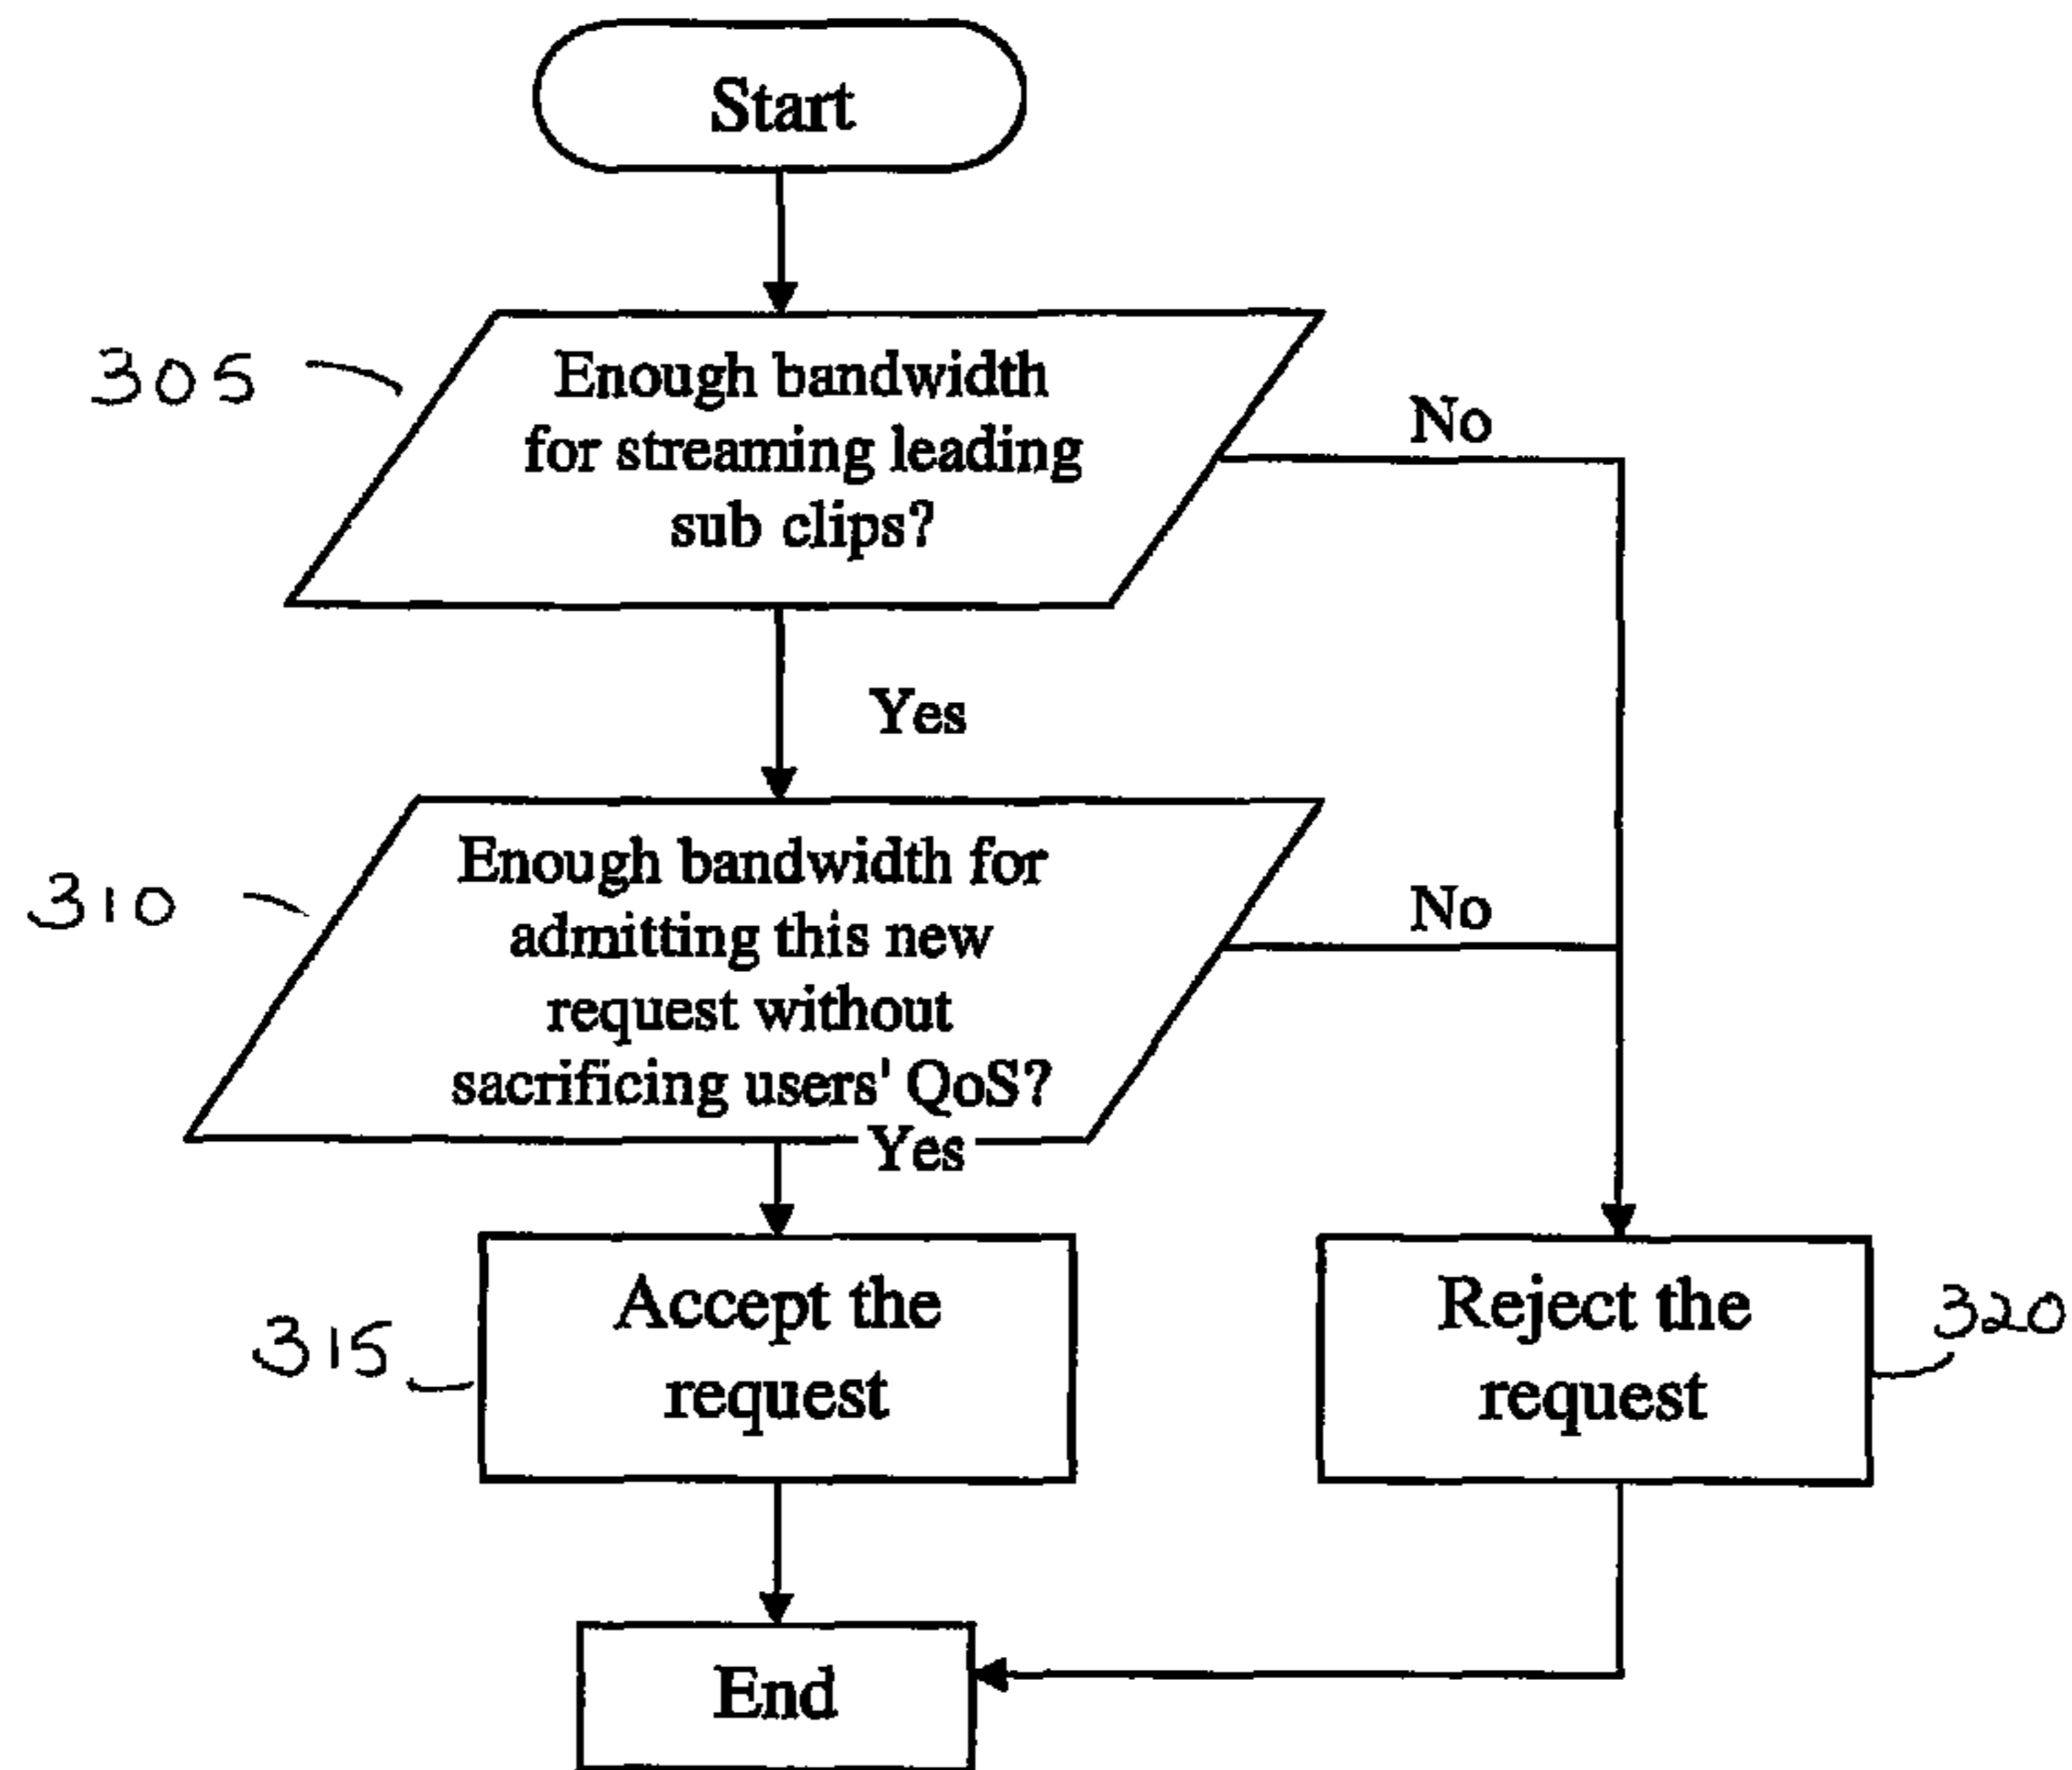 Start
305
Enough bandwidth
for streaming leading
sub clips?
No
Yes
310
Enough bandwidth for
admitting this new
request without
sacrificing users' QoS?
No
Yes
315
Accept the
request
Reject the
request
320
End